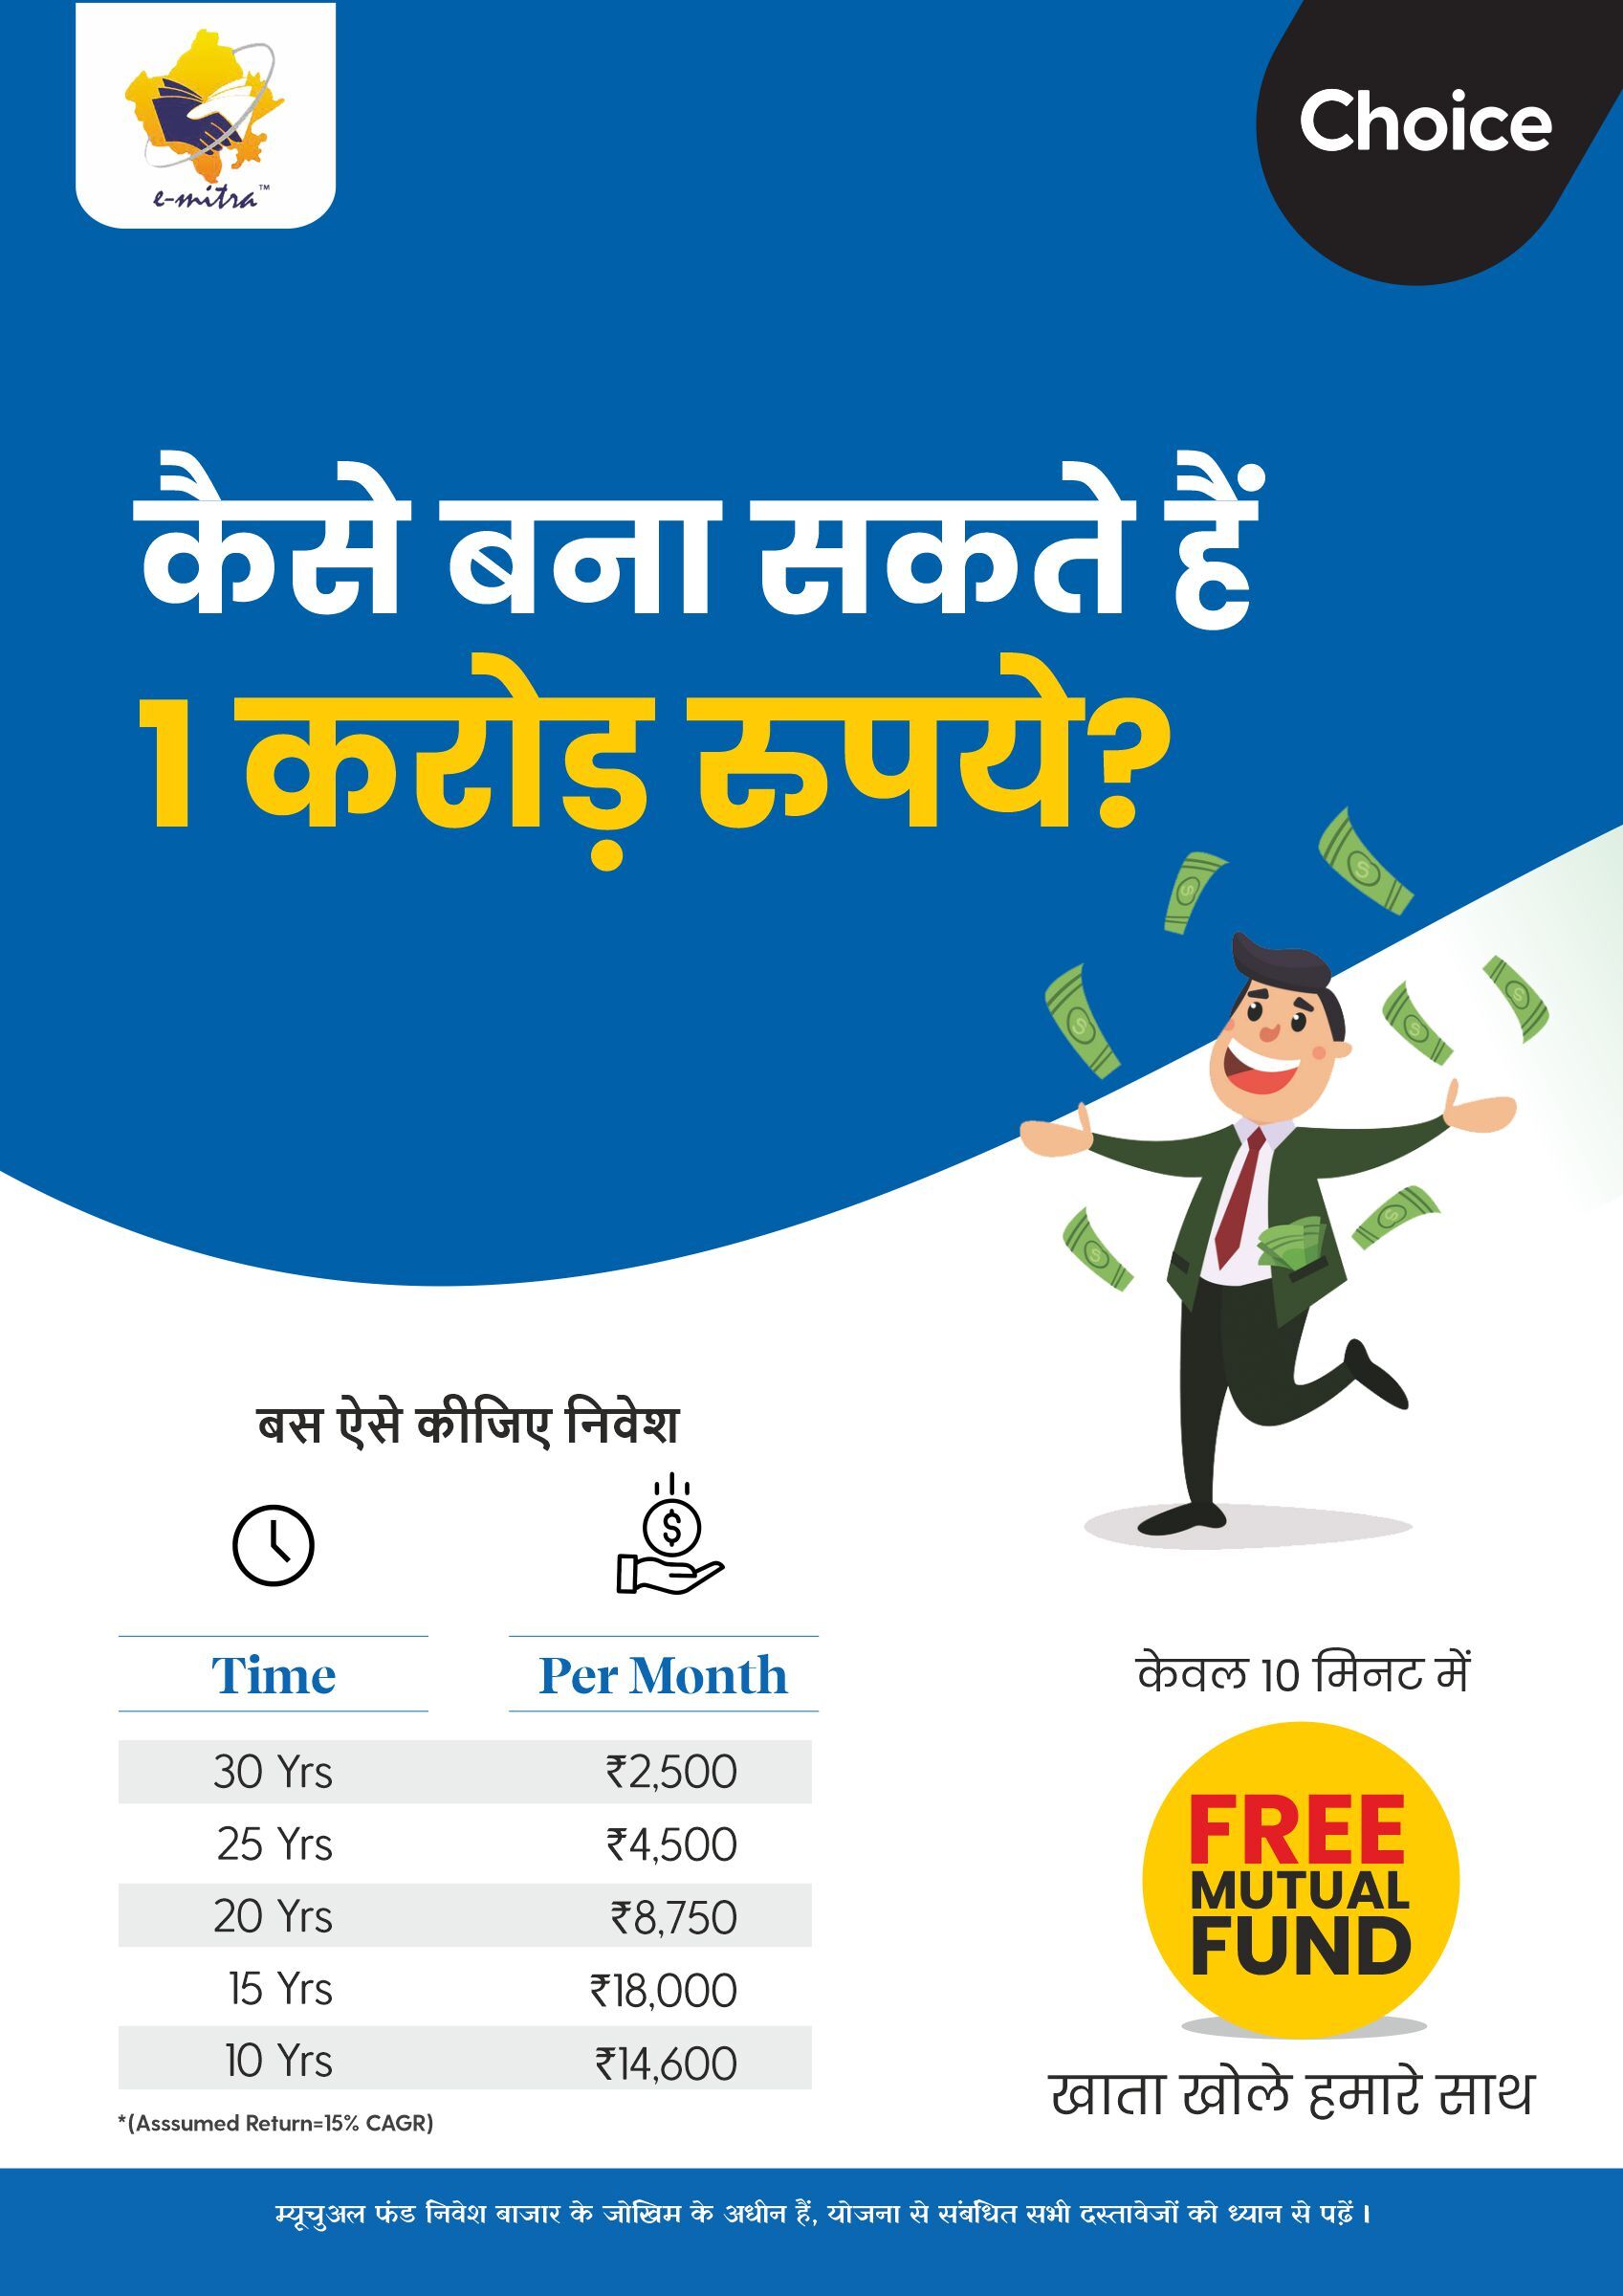 e-mitra™
Choice
कैसे बना सकते हैं
1 करोड़ रुपये?
बस ऐसे कीजिए निवेश
Time Per Month
30 Yrs ₹2,500
25 Yrs ₹4,500
20 Yrs ₹8,750
15 Yrs ₹18,000
10 Yrs ₹14,600
*(Asssumed Return=15% CAGR)
केवल 10 मिनट में
FREE
MUTUAL
FUND
खाता खोले हमारे साथ
म्यूचुअल फंड निवेश बाजार के जोखिम के अधीन हैं, योजना से संबंधित सभी दस्तावेजों को ध्यान से पढ़ें ।